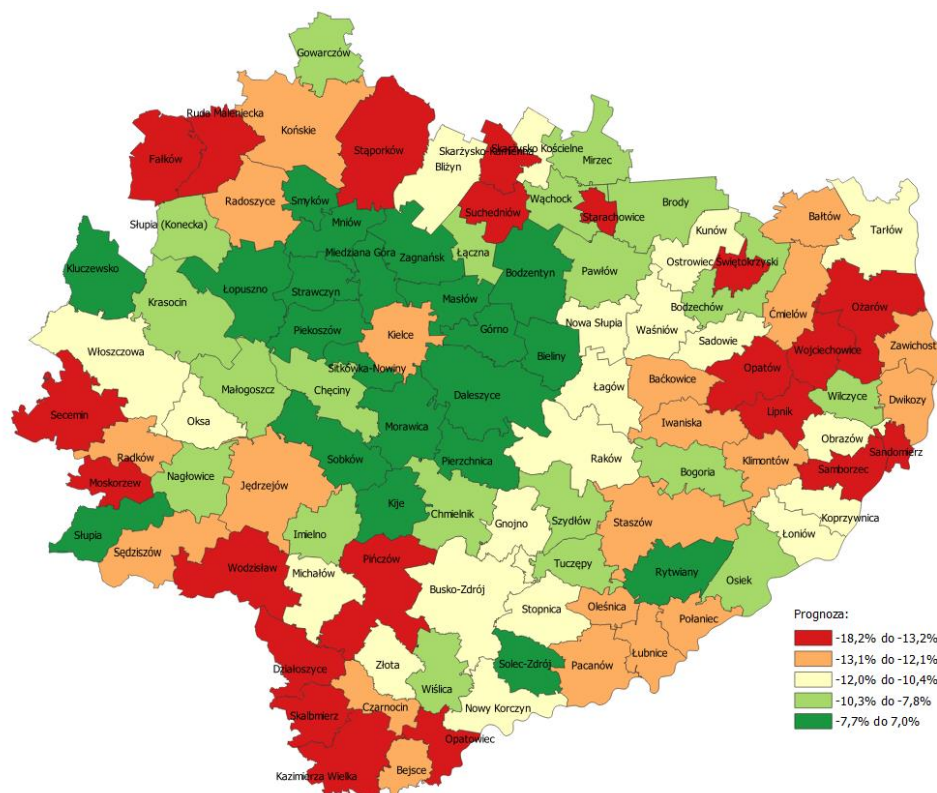 Gowarczów
Ruda Maleniecka
Końskie
Fałków
Stąporków
Skarżysko-Kamienna
Skarżysko Kościelne
Bliżyn
Mirzec
Radoszyce
Smyków
Suchedniów
Wąchock
Starachowice
Brody
Słupia (Konecka)
Mniów
Bałtów
Tarłów
Kunów
Miedziana Góra
Zagnańsk
Łączna
Bodzentyn
Pawłów
Ostrowiec
Świętokrzyski
Kluczewsko
Łopuszno
Strawczyn
Masłów
Krasocin
Bodzechów
Ćmielów
Ożarów
Piekoszów
Kielce
Górno
Nowa Słupia
Waśniów
Sadowie
Wojciechowice
Zawichost
Włoszczowa
Bieliny
Sitkówka-Nowiny
Opatów
Małogoszcz
Chęciny
Daleszyce
Łagów
Baćkowice
Wilczyce
Dwikozy
Secemin
Oksa
Morawica
Iwaniska
Lipnik
Obrazów
Sandomierz
Radków
Sobków
Pierzchnica
Raków
Klimontów
Samborzec
Moskorzew
Nagłowice
Jędrzejów
Bogoria
Kije
Chmielnik
Gnojno
Szydłów
Staszów
Koprzywnica
Słupia
Imielno
Łoniów
Sędziszów
Wodzisław
Pińczów
Tuczępy
Rytwiany
Osiek
Michałów
Busko-Zdrój
Stopnica
Oleśnica
Połaniec
Działoszyce
Złota
Solec-Zdrój
Pacanów
Łubnice
Wiślica
Skalbmierz
Czarnocin
Nowy Korczyn
Opatowiec
Kazimierza Wielka
Bejsce
Prognoza:
-18,2% do -13,2%
-13,1% do -12,1%
-12,0% do -10,4%
-10,3% do -7,8%
-7,7% do 7,0%